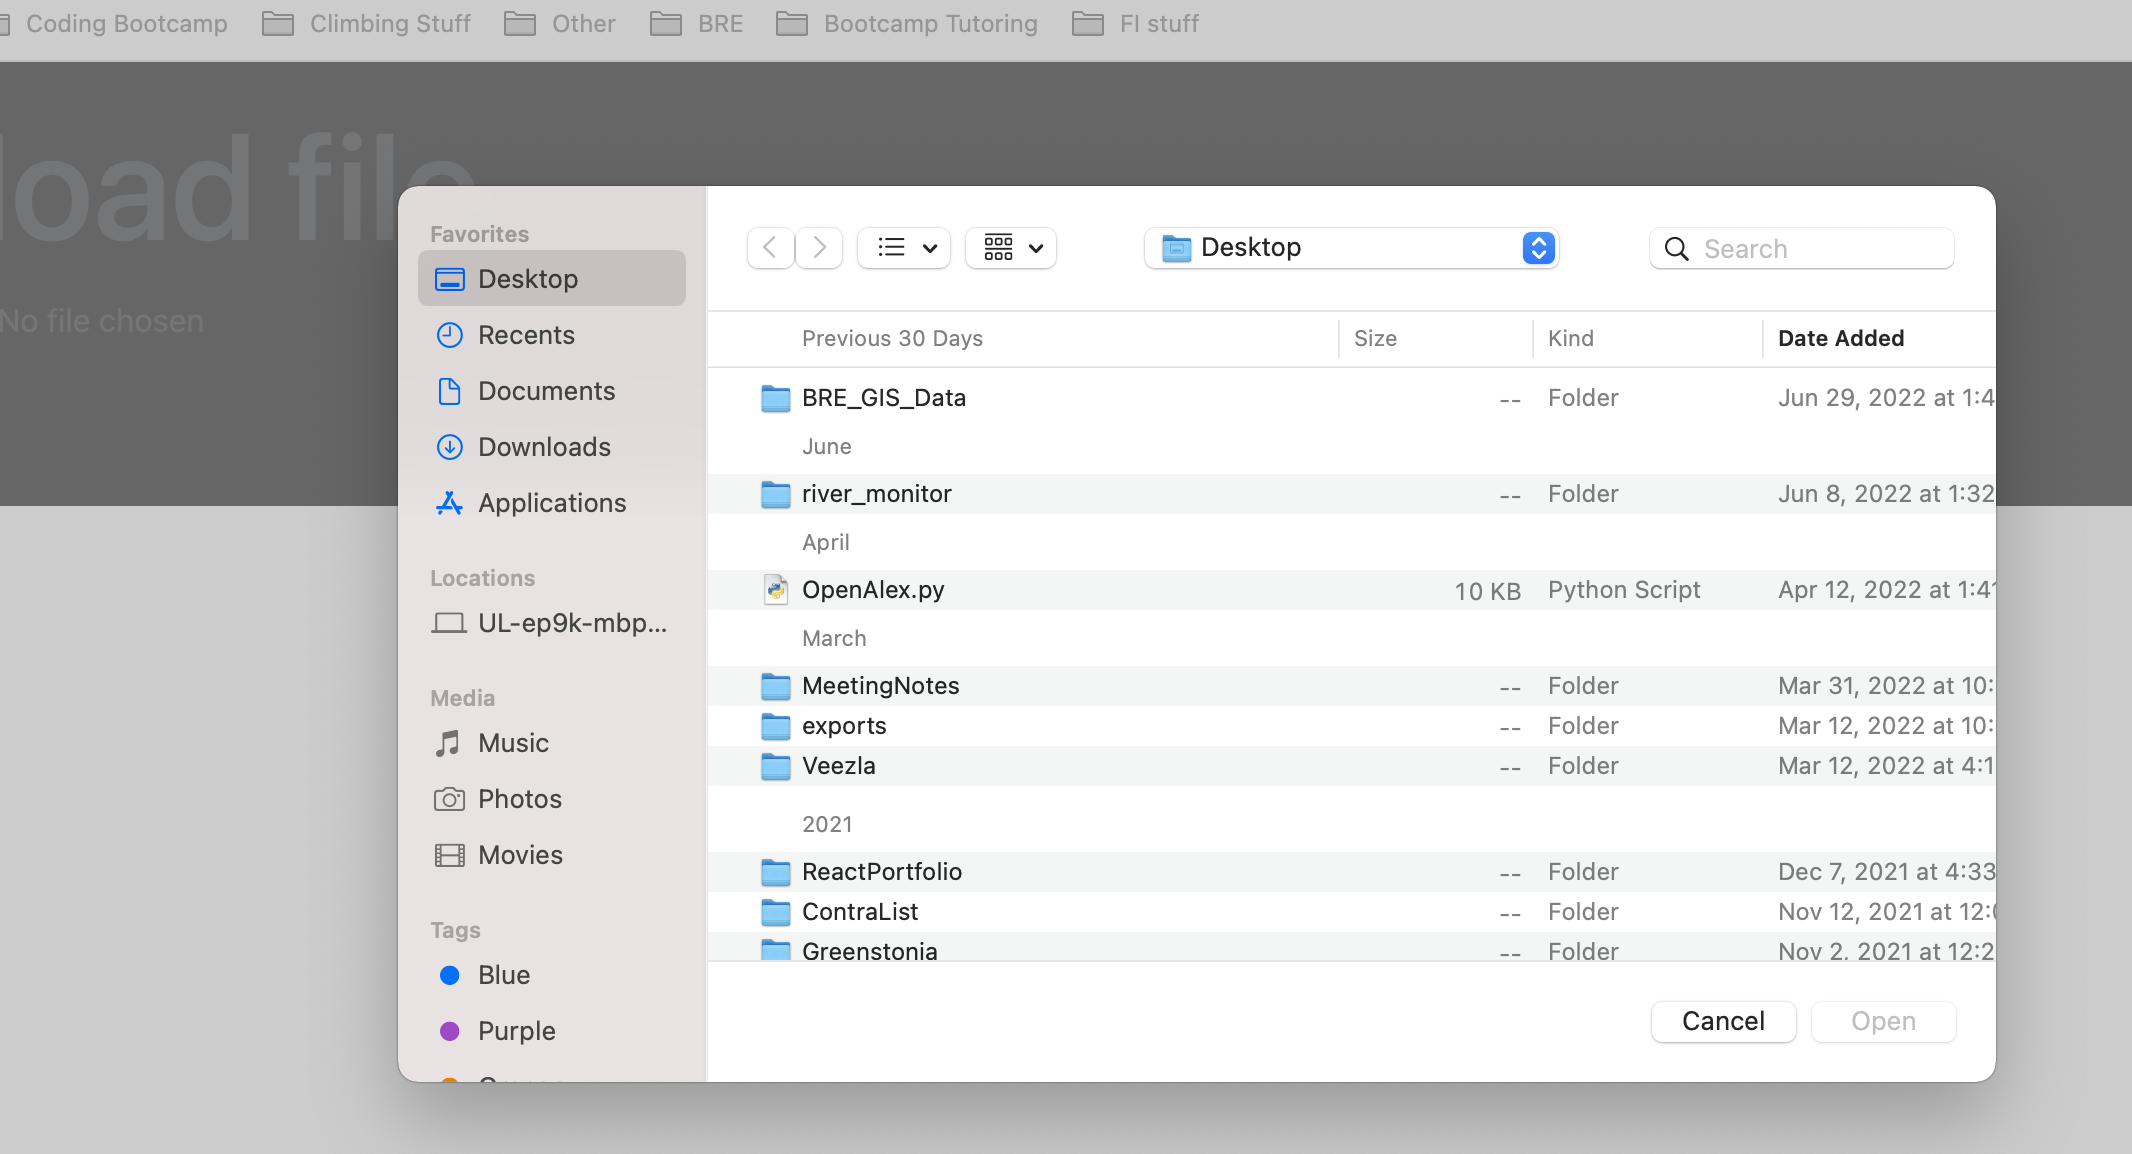 Coding Bootcamp Climbing Stuff Other BRE Bootcamp Tutoring FI stuff
load file
No file chosen
Favorites
Desktop
Recents
Documents
Downloads
Applications
Locations
UL-ep9k-mbp...
Media
Music
Photos
Movies
Tags
Blue
Purple
Desktop
Search
Previous 30 Days Size Kind Date Added
BRE_GIS_Data -- Folder Jun 29, 2022 at 1:4
June
river_monitor -- Folder Jun 8, 2022 at 1:32
April
OpenAlex.py 10 KB Python Script Apr 12, 2022 at 1:41
March
MeetingNotes -- Folder Mar 31, 2022 at 10:
exports -- Folder Mar 12, 2022 at 10:
Veezla -- Folder Mar 12, 2022 at 4:1
2021
ReactPortfolio -- Folder Dec 7, 2021 at 4:33
ContraList -- Folder Nov 12, 2021 at 12:0
Greenstonia -- Folder Nov 2, 2021 at 12:2
Cancel Open